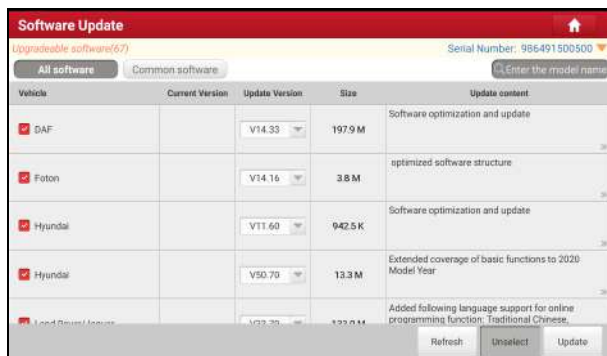 Software Update
Upgradeable software(67)
Serial Number: 986491500500
All software
Common software
Enter the model name
Vehicle Current Version Update Version Size Update content
DAF V14.33 197.9 M Software optimization and update
Foton V14.16 3.8 M optimized software structure
Hyundai V11.60 942.5 K Software optimization and update
Hyundai V50.70 13.3 M Extended coverage of basic functions to 2020
Model Year
Added following language support for online
programming function: Traditional Chinese,
Refresh Unselect Update